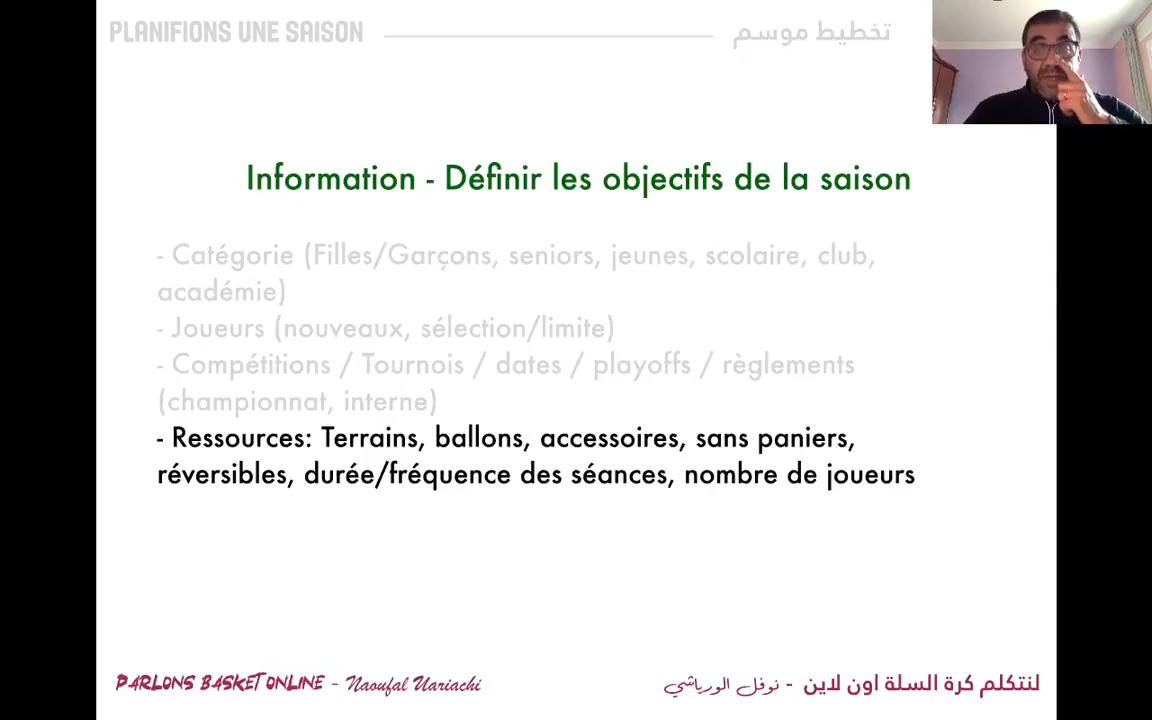 PLANIFIONS UNE SAISON
تخطيط موسم
Information - Définir les objectifs de la saison
- Catégorie (Filles/Garçons, seniors, jeunes, scolaire, club,
académie)
- Joueurs (nouveaux, sélection/limite)
- Compétitions / Tournois / dates / playoffs / règlements
(championnat, interne)
- Ressources: Terrains, ballons, accessoires, sans paniers,
réversibles, durée/fréquence des séances, nombre de joueurs
PARLONS BASKET ONLINE - Naoufal Uariachi
لنتكلم كرة السلة اون لاين - نوفل الورياشي